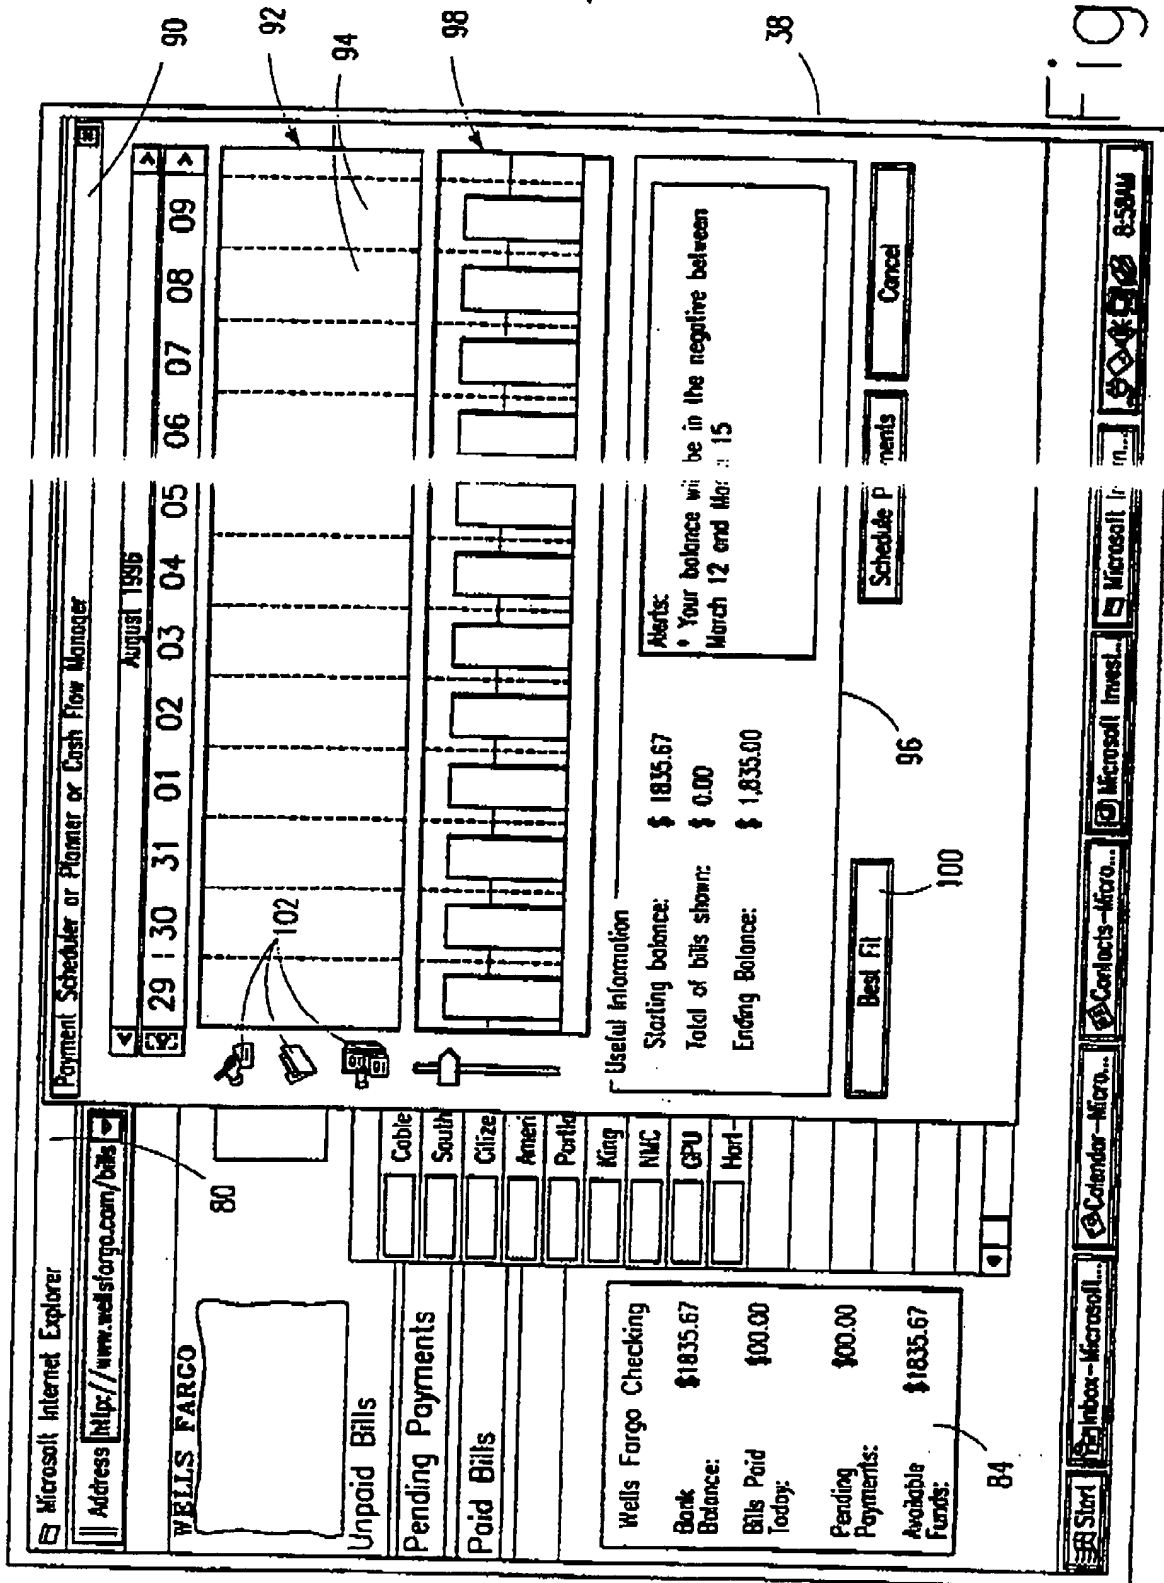 Microsoft Internet Explorer
Address http://www.wellsfargo.com/bills
WELLS FARGO
Unpaid Bills
Pending Payments
Paid Bills
Wells Fargo Checking
Bank Balance: $1835.67
Bills Paid Today: $00.00
Pending Payments: $00.00
Available Funds: $1835.67
84
80
Cable
South
Citize
Ameri
Portla
King
NMC
GPU
Hart-
Payment Scheduler or Planner or Cash Flow Manager
August 1996
29 30 31 01 02 03 04 05 06 07 08 09
102
90
92
94
98
Useful Information
Starting balance: $ 1835.67
Total of bills shown: $ 0.00
Ending Balance: $ 1,835.00
Alerts:
* Your balance wi be in the negative between
March 12 and Mar 15
96
Best Fit
100
Schedule P ments
Cancel
38
Start
Inbox-Microsoft...
Calendar-Micro...
Contacts-Micro...
Microsoft Invest...
Microsoft In rn...
8:58AM
Fig